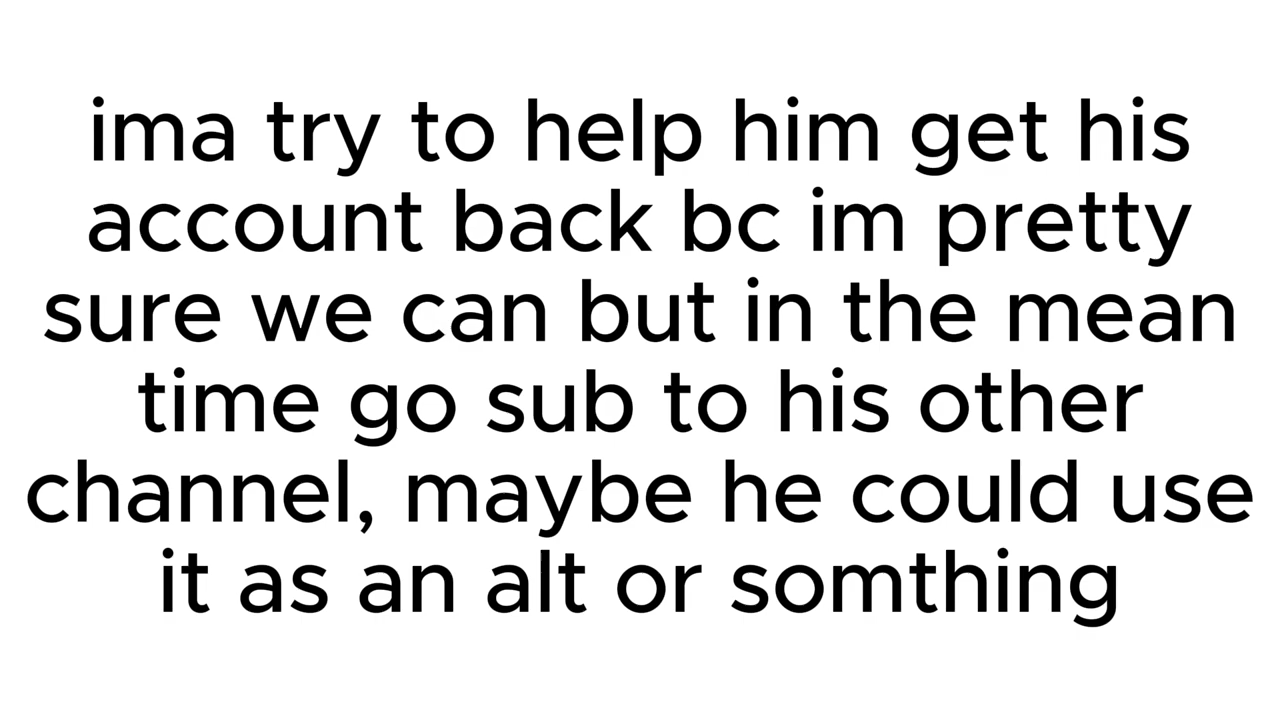 ima try to help him get his
account back bc im pretty
sure we can but in the mean
time go sub to his other
channel, maybe he could use
it as an alt or somthing